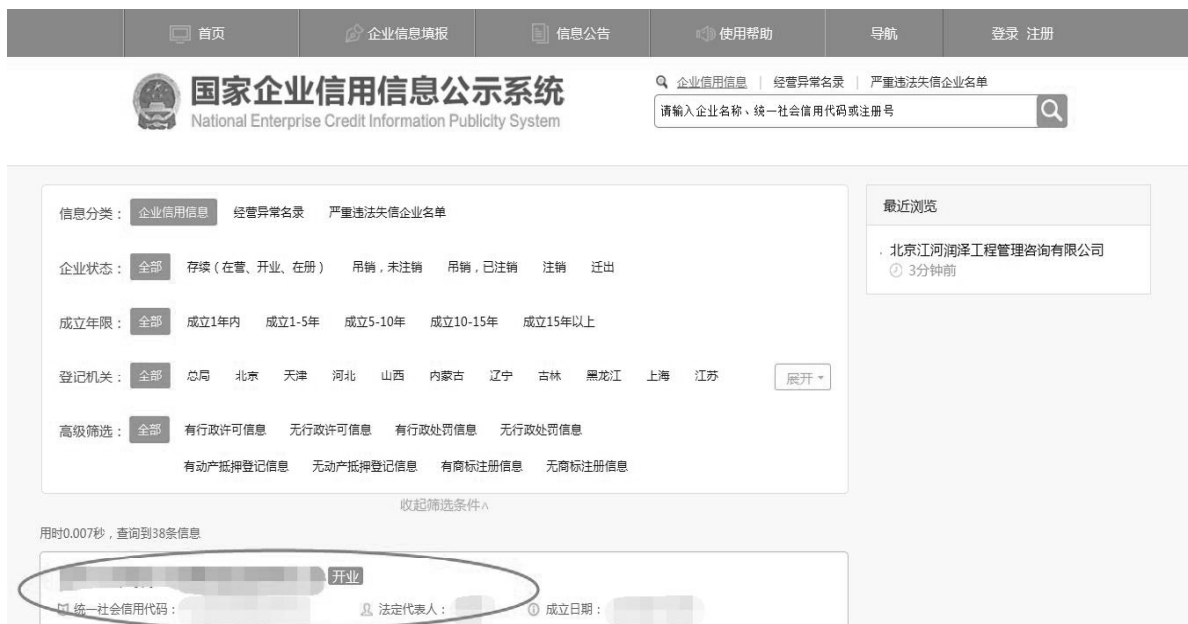 首页 企业信息填报 信息公告 使用帮助 导航 登录 注册
国家企业信用信息公示系统
National Enterprise Credit Information Publicity System
企业信用信息 | 经营异常名录 | 严重违法失信企业名单
请输入企业名称、统一社会信用代码或注册号
信息分类： 企业信用信息 经营异常名录 严重违法失信企业名单
企业状态： 全部 存续（在营、开业、在册） 吊销，未注销 吊销，已注销 注销 迁出
成立年限： 全部 成立1年内 成立1-5年 成立5-10年 成立10-15年 成立15年以上
登记机关： 全部 总局 北京 天津 河北 山西 内蒙古 辽宁 吉林 黑龙江 上海 江苏 展开
高级筛选： 全部 有行政许可信息 无行政许可信息 有行政处罚信息 无行政处罚信息
有动产抵押登记信息 无动产抵押登记信息 有商标注册信息 无商标注册信息
收起筛选条件
最近浏览
北京江河润泽工程管理咨询有限公司
3分钟前
用时0.007秒，查询到38条信息
开业
统一社会信用代码： 法定代表人： 成立日期：